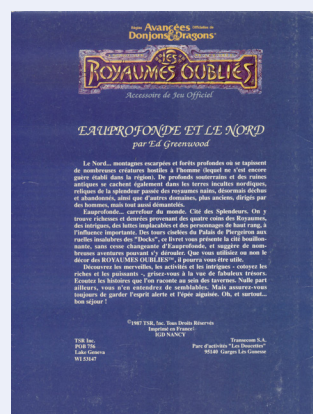 Règles Avancées Officielles de
Donjons & Dragons
LES
ROYAUMES OUBLIÉS
Accessoire de Jeu Officiel
EAUPROFONDE ET LE NORD
par Ed Greenwood
Le Nord... montagnes escarpées et forêts profondes où se tapissent
de nombreuses créatures hostiles à l'homme (lequel ne s'est encore
guère établi dans la région). De profonds souterrains et des ruines
antiques se cachent également dans les terres incultes nordiques,
reliques de la splendeur passée des royaumes nains, désormais déchus
et abandonnés, ainsi que d'autres domaines, plus anciens, dirigés par
des hommes, mais tout aussi démantelés.
Eauprofonde... carrefour du monde. Cité des Splendeurs. On y
trouve richesses et denrées provenant des quatre coins des Royaumes,
des intrigues, des luttes implacables et des personnages de haut rang, à
l'influence importante. Des tours ciselées du Palais de Piergeiron aux
ruelles insalubres des "Docks", ce livret vous présente la cité bouillon-
nante, sans cesse changeante d'Eauprofonde, et suggère de nom-
breuses aventures pouvant s'y dérouler. Que vous utilisiez ou non le
décor des ROYAUMES OUBLIES™, il pourra vous être utile.
Découvrez les merveilles, les activités et les intrigues - cotoyez les
riches et les puissants -, grisez-vous à la vue de fabuleux trésors.
Ecoutez les histoires que l'on raconte au sein des tavernes. Nulle part
ailleurs, vous n'en entendrez de semblables. Mais assurez-vous
toujours de garder l'esprit alerte et l'épée aiguisée. Oh, et surtout...
bon séjour !
©1987 TSR, Inc. Tous Droits Réservés
Imprimé en France!
IGD NANCY
TSR Inc.
POB 756
Lake Geneva
WI 53147
Transecom S.A.
Parc d'activités "Les Doucettes"
95140 Garges Lès Gonesse